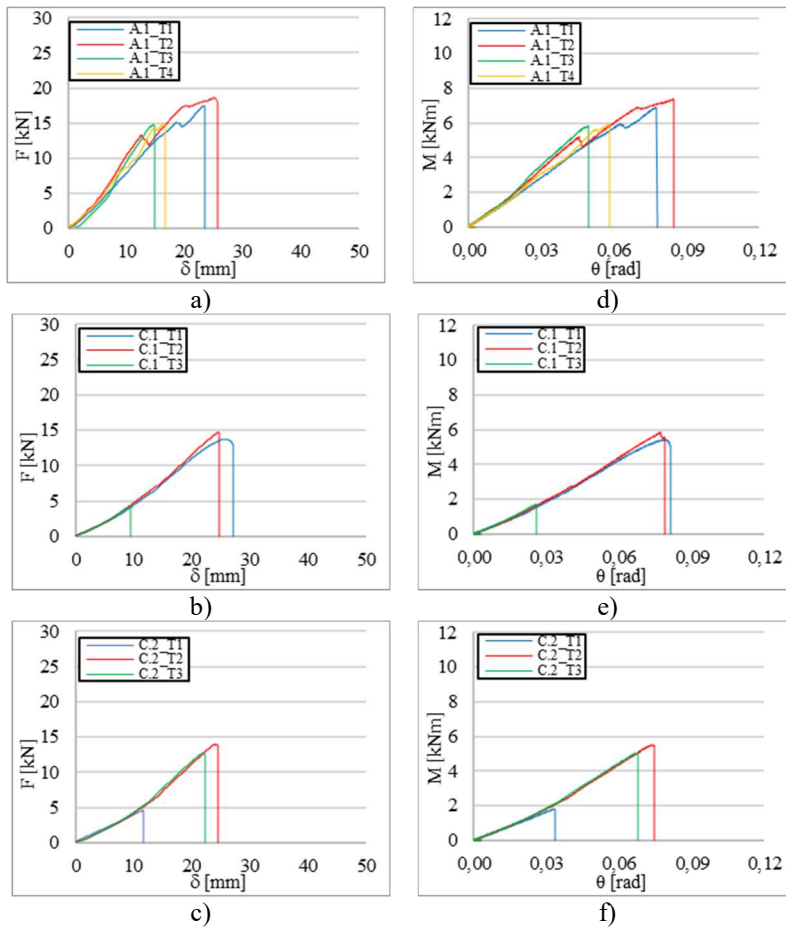 30
25
20
15
10
5
0
F [kN]
A.1_T1
A.1_T2
A.1_T3
A.1_T4
0 10 20 30 40 50
δ [mm]
a)
12
10
8
6
4
2
0
M [kNm]
A.1_T1
A.1_T2
A.1_T3
A.1_T4
0,00 0,03 0,06 0,09 0,12
θ [rad]
d)
30
25
20
15
10
5
0
F [kN]
C.1_T1
C.1_T2
C.1_T3
0 10 20 30 40 50
δ [mm]
b)
12
10
8
6
4
2
0
M [kNm]
C.1_T1
C.1_T2
C.1_T3
0,00 0,03 0,06 0,09 0,12
θ [rad]
e)
30
25
20
15
10
5
0
F [kN]
C.2_T1
C.2_T2
C.2_T3
0 10 20 30 40 50
δ [mm]
c)
12
10
8
6
4
2
0
M [kNm]
C.2_T1
C.2_T2
C.2_T3
0,00 0,03 0,06 0,09 0,12
θ [rad]
f)